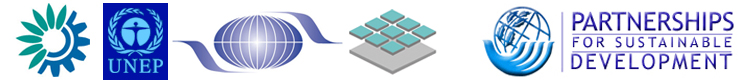 UNEP
PARTNERSHIPS
FOR SUSTAINABLE
DEVELOPMENT